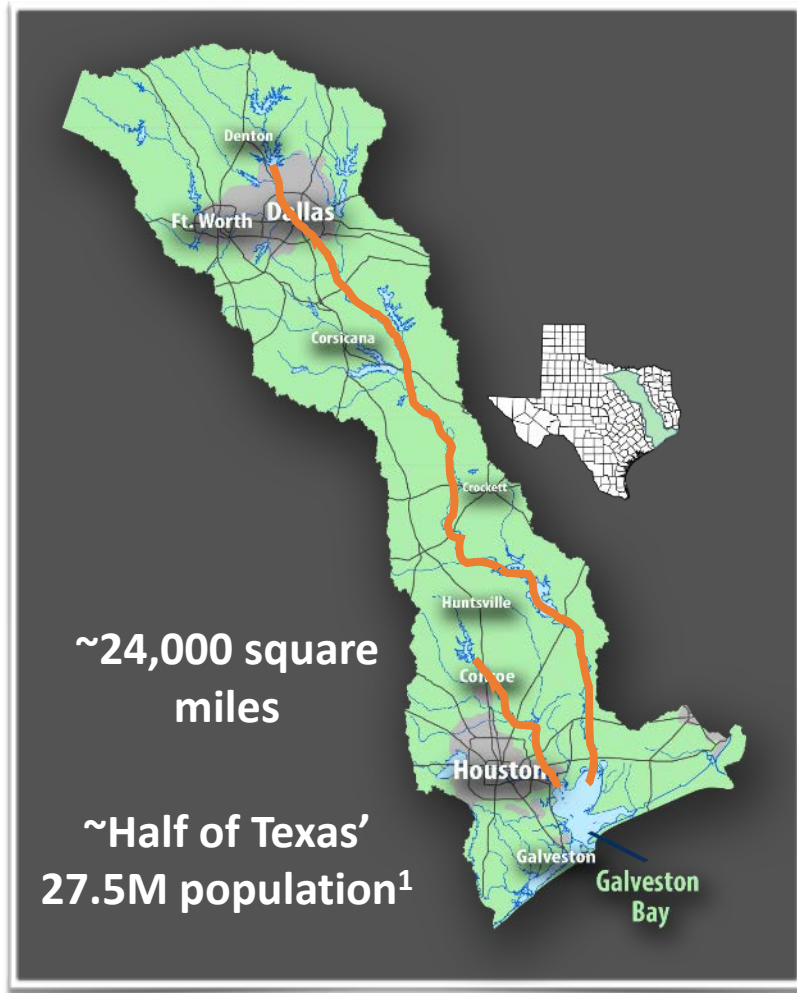 Denton
Dallas
Ft. Worth
Corsicana
Crockett
Huntsville
~24,000 square
miles
Conroe
Houston
~Half of Texas’
27.5M population¹
Galveston
Galveston
Bay